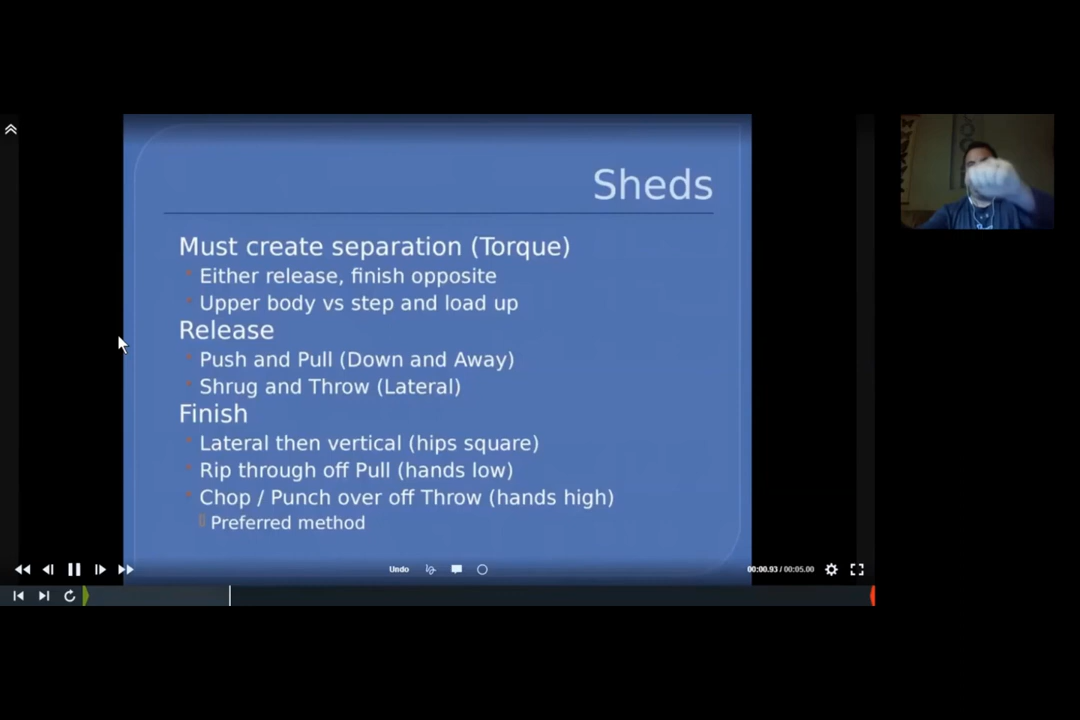 Sheds
Must create separation (Torque)
Either release, finish opposite
Upper body vs step and load up
Release
Push and Pull (Down and Away)
Shrug and Throw (Lateral)
Finish
Lateral then vertical (hips square)
Rip through off Pull (hands low)
Chop / Punch over off Throw (hands high)
Preferred method
Undo
00:00.93 / 00:05.00